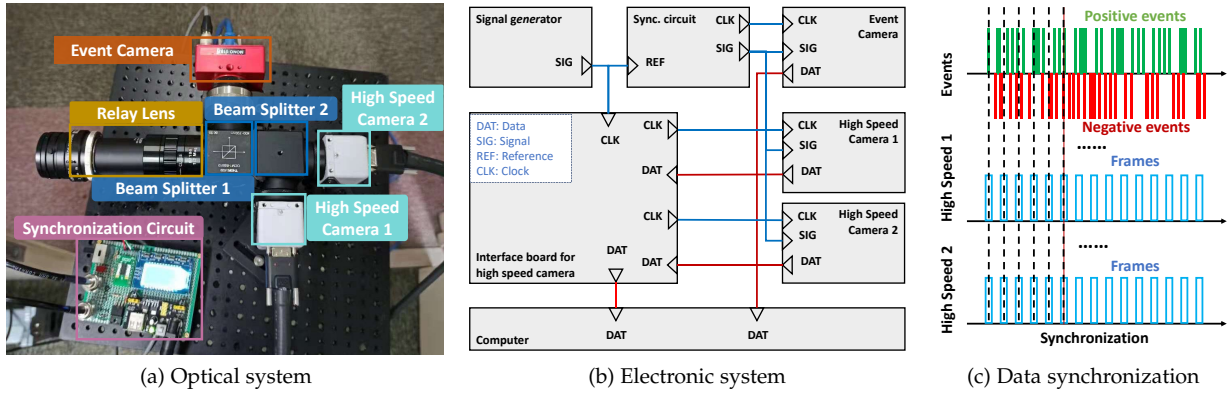 Event Camera
Relay Lens
Beam Splitter 2
High Speed
Camera 2
Beam Splitter 1
High Speed
Camera 1
Synchronization Circuit
(a) Optical system
Signal generator
SIG
Sync. circuit
CLK
SIG
REF
CLK
Event
Camera
SIG
DAT
DAT: Data
SIG: Signal
REF: Reference
CLK: Clock
CLK
CLK
DAT
CLK
DAT
DAT
Interface board for
high speed camera
CLK
High Speed
Camera 1
SIG
DAT
CLK
High Speed
Camera 2
SIG
DAT
Computer
DAT
DAT
(b) Electronic system
Positive events
Events
Negative events
......
High Speed 1
Frames
......
High Speed 2
Frames
Synchronization
(c) Data synchronization